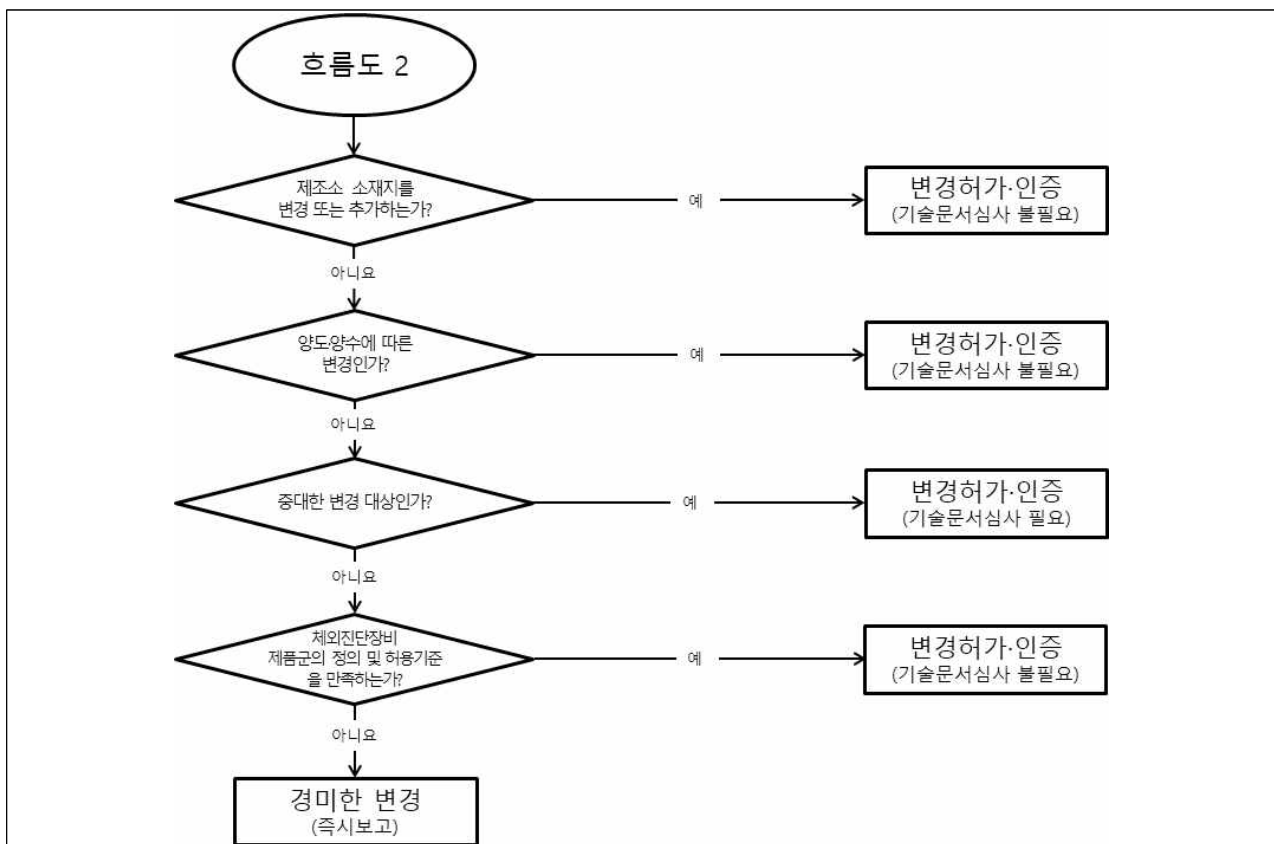 흐름도 2
제조소 소재지를
변경 또는 추가하는가?
예
변경허가·인증
(기술문서심사 불필요)
아니요
양도양수에 따른
변경인가?
예
변경허가·인증
(기술문서심사 불필요)
아니요
중대한 변경 대상인가?
예
변경허가·인증
(기술문서심사 필요)
아니요
체외진단장비
제품군의 정의 및 허용기준
을 만족하는가?
예
변경허가·인증
(기술문서심사 불필요)
아니요
경미한 변경
(즉시보고)